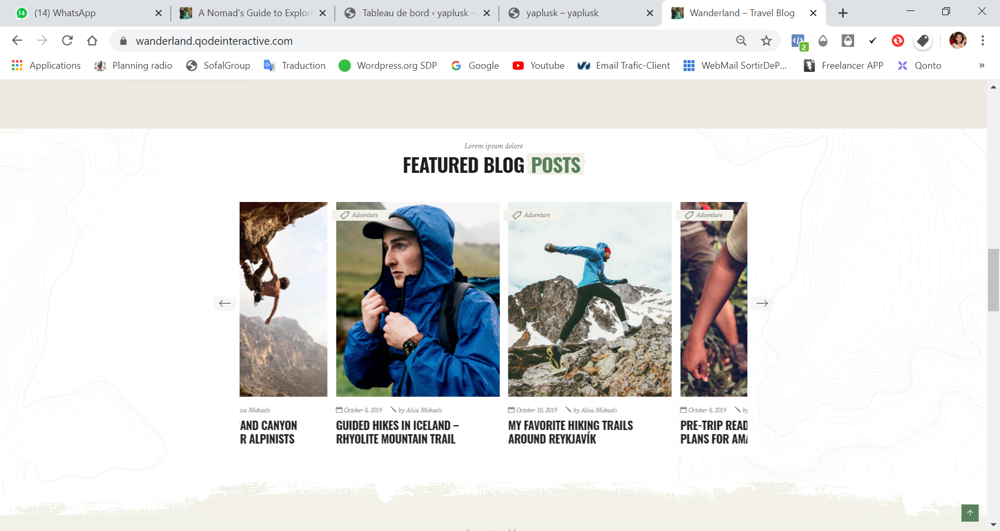 14 (14) WhatsApp
A Nomad's Guide to Explori
Tableau de bord ‹ yaplusk –
yaplusk – yaplusk
Wanderland – Travel Blog
wanderland.qodeinteractive.com
2
Applications
Planning radio
SofalGroup
Traduction
Wordpress.org SDP
Google
Youtube
Email Trafic-Client
WebMail SortirDeP...
Freelancer APP
Qonto
»
Lorem ipsum dolore
FEATURED BLOG POSTS
Adventure
Adventure
Adventure
isa Michaels
AND CANYON
R ALPINISTS
October 8, 2019 by Alisa Michaels
GUIDED HIKES IN ICELAND –
RHYOLITE MOUNTAIN TRAIL
October 10, 2019 by Alisa Michaels
MY FAVORITE HIKING TRAILS
AROUND REYKJAVÍK
October 8, 2019 by
PRE-TRIP READ
PLANS FOR AMA